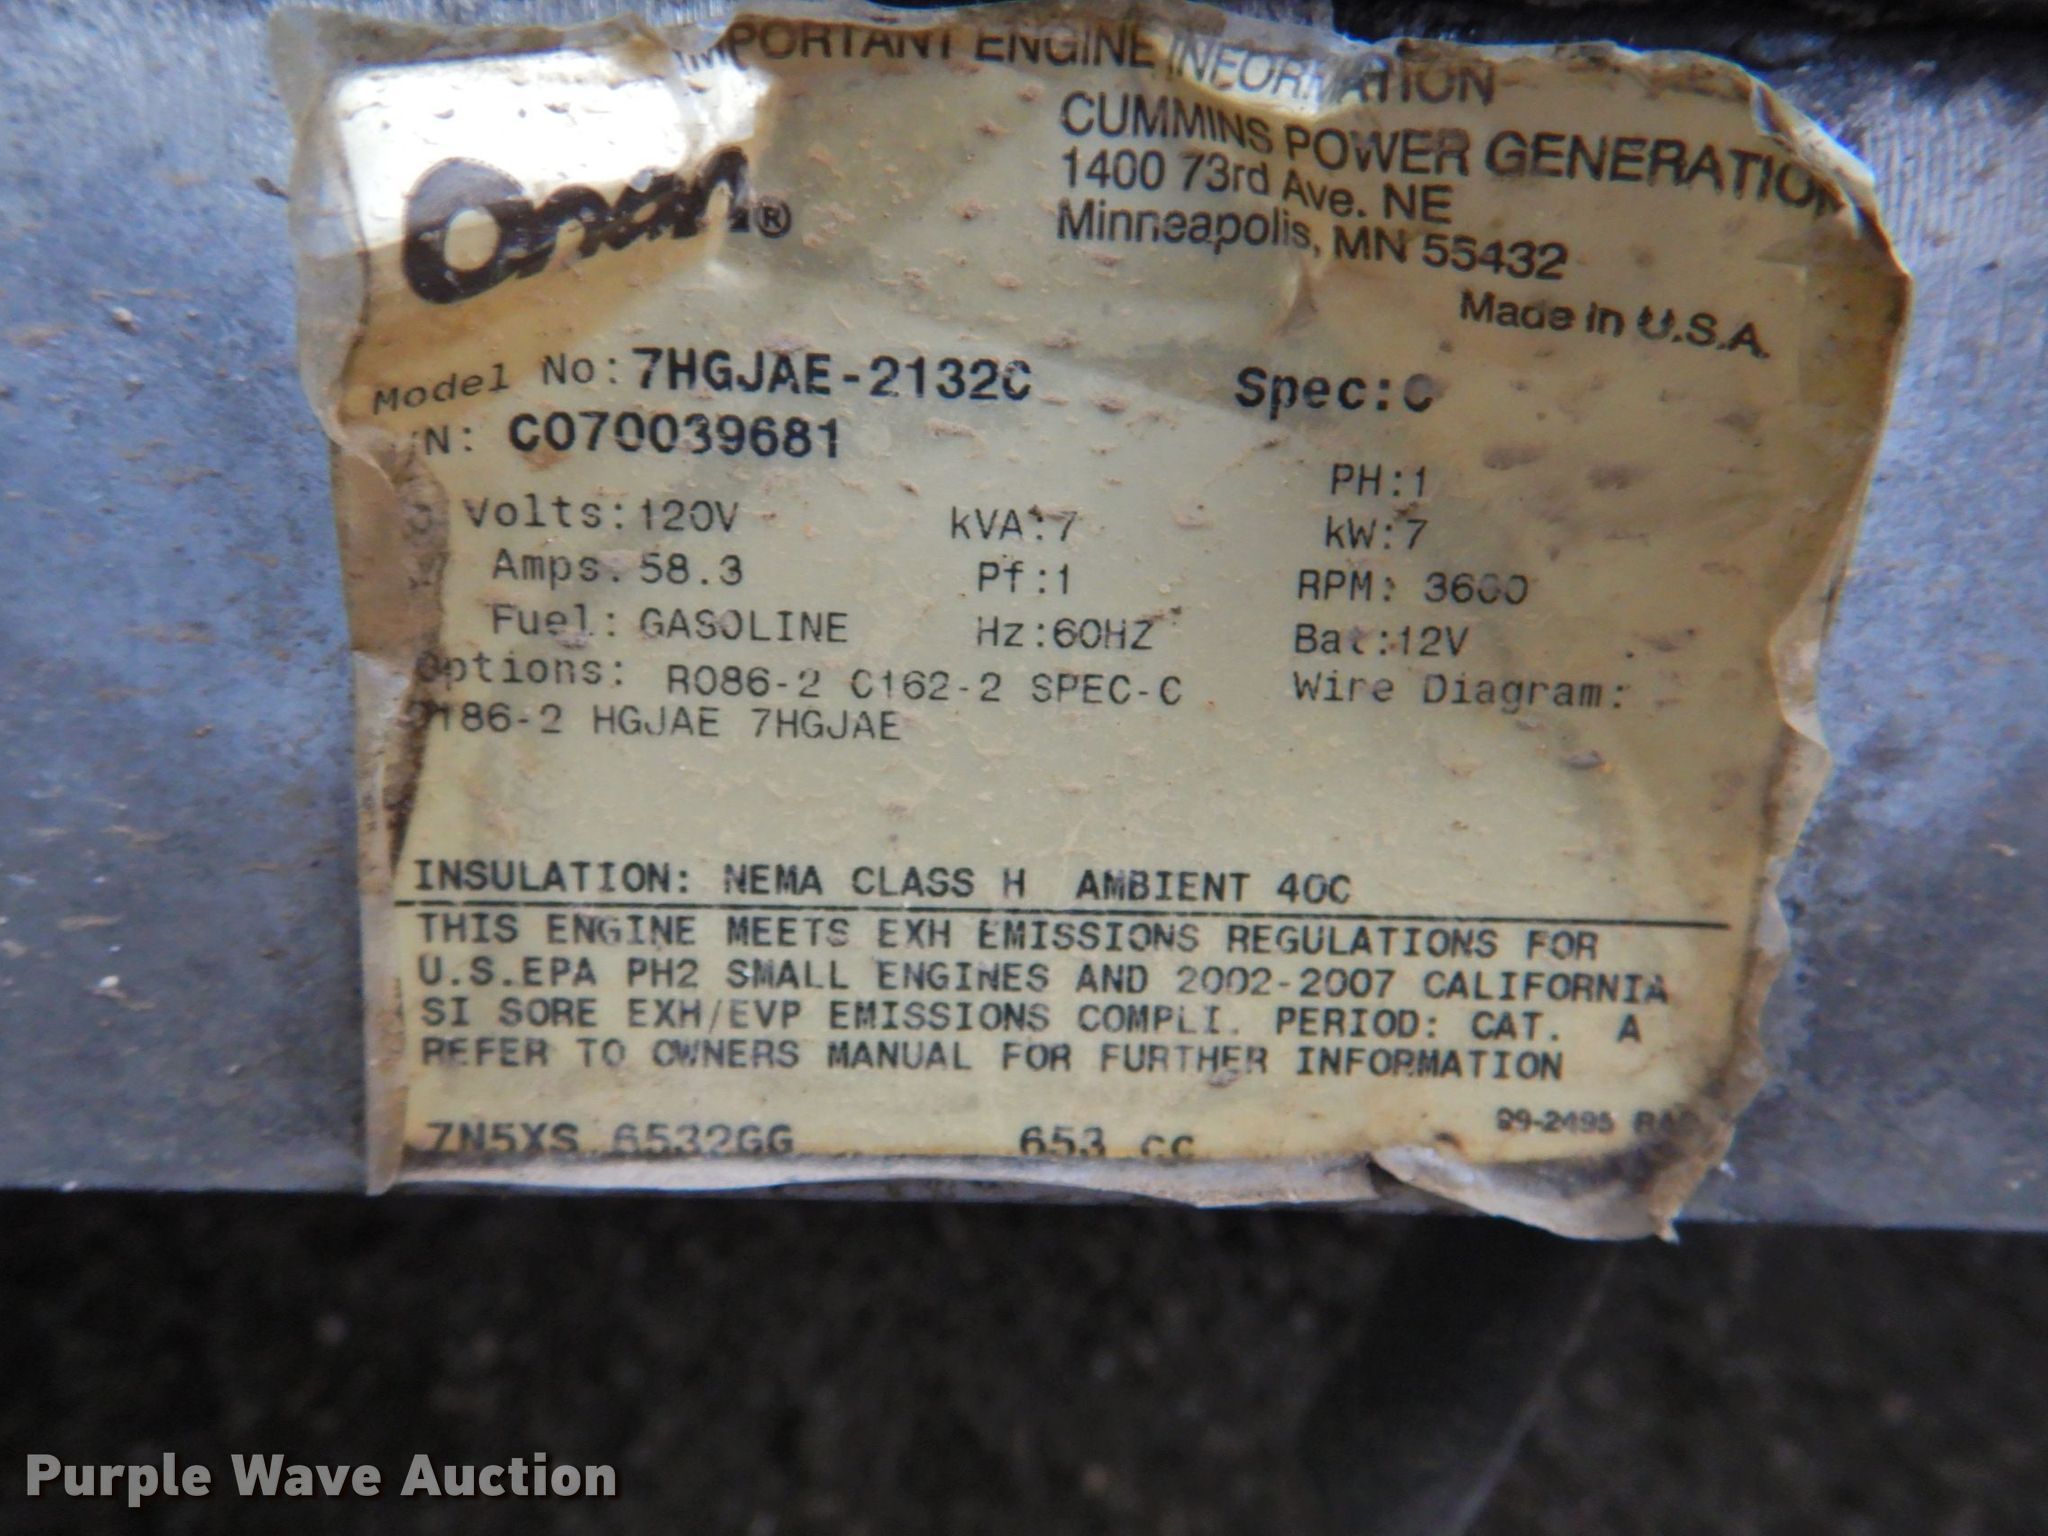 IMPORTANT ENGINE INFORMATION
Onan®
CUMMINS POWER GENERATION
1400 73rd Ave. NE
Minneapolis, MN 55432
Made in U.S.A.
Model No: 7HGJAE-2132C Spec:C
/N: C070039681
PH:1
Volts:120V kVA:7 kW:7
Amps: 58.3 Pf:1 RPM: 3600
Fuel: GASOLINE Hz:60HZ Bat:12V
Options: R086-2 C162-2 SPEC-C Wire Diagram:
186-2 HGJAE 7HGJAE
INSULATION: NEMA CLASS H AMBIENT 40C
THIS ENGINE MEETS EXH EMISSIONS REGULATIONS FOR
U.S.EPA PH2 SMALL ENGINES AND 2002-2007 CALIFORNIA
SI SORE EXH/EVP EMISSIONS COMPLI. PERIOD: CAT. A
REFER TO OWNERS MANUAL FOR FURTHER INFORMATION
99-2495
7N5XS 6532GG 653 cc
Purple Wave Auction